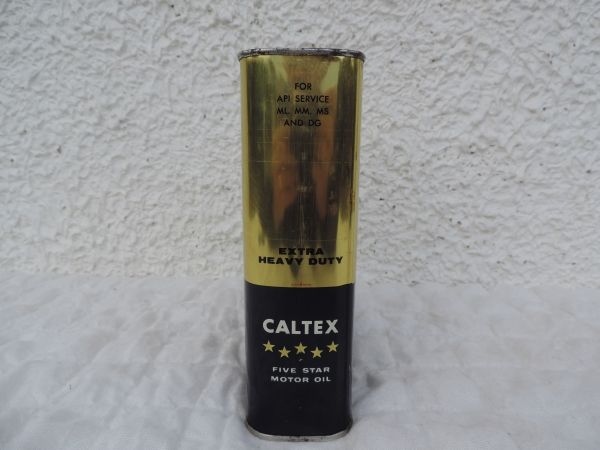 FOR
API SERVICE
ML, MM, MS
AND DG
EXTRA
HEAVY DUTY
CALTEX
FIVE STAR
MOTOR OIL